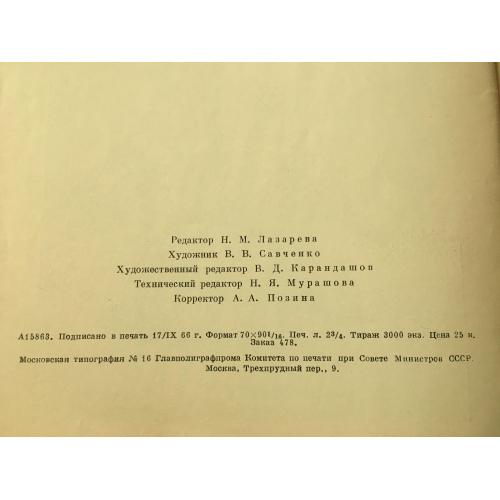 Редактор Н. М. Лазарева
Художник В. В. Савченко
Художественный редактор В. Д. Карандашов
Технический редактор Н. Я. Мурашова
Корректор А. А. Позина
А15863. Подписано в печать 17/IX 66 г. Формат 70×90¹/₁₆. Печ. л. 2³/₄. Тираж 3000 экз. Цена 25 к.
Заказ 478.
Московская типография № 16 Главполиграфпрома Комитета по печати при Совете Министров СССР.
Москва, Трехпрудный пер., 9.